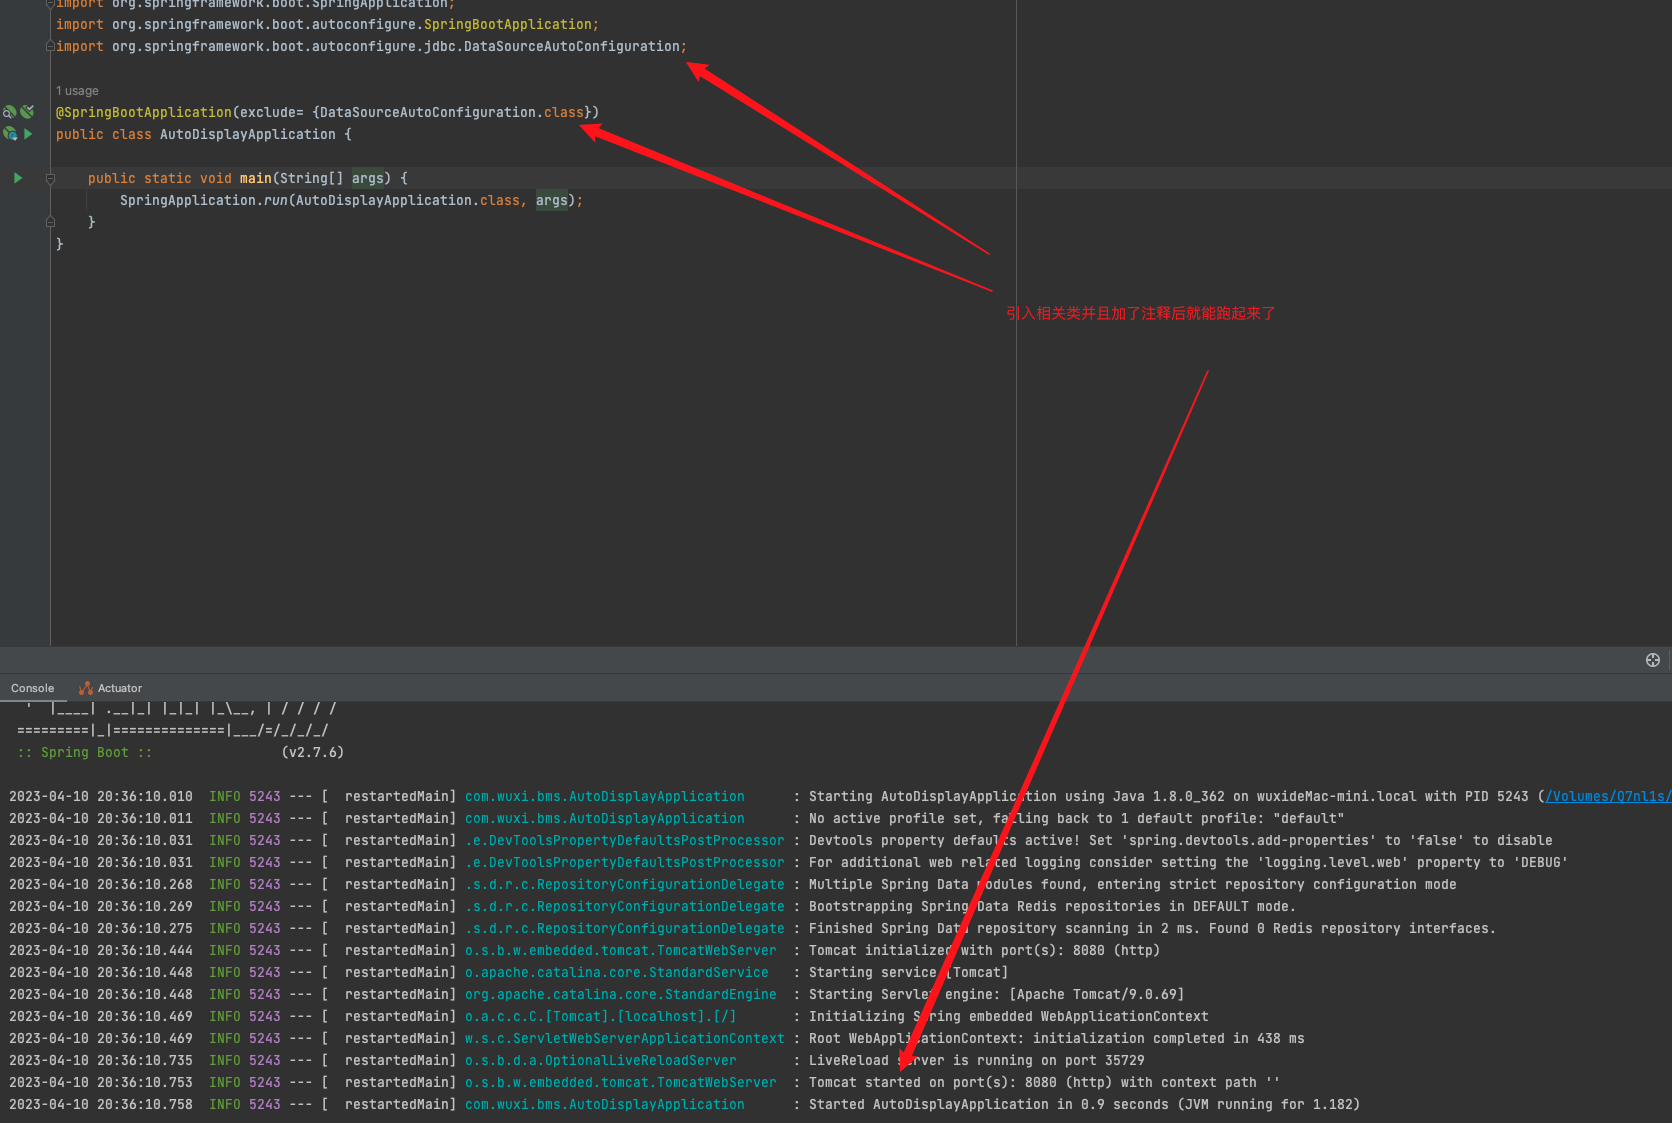 import org.springframework.boot.SpringApplication;
import org.springframework.boot.autoconfigure.SpringBootApplication;
import org.springframework.boot.autoconfigure.jdbc.DataSourceAutoConfiguration;
1 usage
@SpringBootApplication(exclude= {DataSourceAutoConfiguration.class})
public class AutoDisplayApplication {
public static void main(String[] args) {
SpringApplication.run(AutoDisplayApplication.class, args);
}
}
引入相关类并且加了注释后就能跑起来了
Console Actuator
'  |____| .__|_| |_|_| |_\__, | / / / /
=========|_|==============|___/=/_/_/_/
:: Spring Boot ::                (v2.7.6)
2023-04-10 20:36:10.010  INFO 5243 --- [  restartedMain] com.wuxi.bms.AutoDisplayApplication      : Starting AutoDisplayApplication using Java 1.8.0_362 on wuxideMac-mini.local with PID 5243 (/Volumes/Q7nl1s/
2023-04-10 20:36:10.011  INFO 5243 --- [  restartedMain] com.wuxi.bms.AutoDisplayApplication      : No active profile set, falling back to 1 default profile: "default"
2023-04-10 20:36:10.031  INFO 5243 --- [  restartedMain] .e.DevToolsPropertyDefaultsPostProcessor : Devtools property defaults active! Set 'spring.devtools.add-properties' to 'false' to disable
2023-04-10 20:36:10.031  INFO 5243 --- [  restartedMain] .e.DevToolsPropertyDefaultsPostProcessor : For additional web related logging consider setting the 'logging.level.web' property to 'DEBUG'
2023-04-10 20:36:10.268  INFO 5243 --- [  restartedMain] .s.d.r.c.RepositoryConfigurationDelegate : Multiple Spring Data modules found, entering strict repository configuration mode
2023-04-10 20:36:10.269  INFO 5243 --- [  restartedMain] .s.d.r.c.RepositoryConfigurationDelegate : Bootstrapping Spring Data Redis repositories in DEFAULT mode.
2023-04-10 20:36:10.275  INFO 5243 --- [  restartedMain] .s.d.r.c.RepositoryConfigurationDelegate : Finished Spring Data repository scanning in 2 ms. Found 0 Redis repository interfaces.
2023-04-10 20:36:10.444  INFO 5243 --- [  restartedMain] o.s.b.w.embedded.tomcat.TomcatWebServer  : Tomcat initialized with port(s): 8080 (http)
2023-04-10 20:36:10.448  INFO 5243 --- [  restartedMain] o.apache.catalina.core.StandardService   : Starting service [Tomcat]
2023-04-10 20:36:10.448  INFO 5243 --- [  restartedMain] org.apache.catalina.core.StandardEngine  : Starting Servlet engine: [Apache Tomcat/9.0.69]
2023-04-10 20:36:10.469  INFO 5243 --- [  restartedMain] o.a.c.c.C.[Tomcat].[localhost].[/]       : Initializing Spring embedded WebApplicationContext
2023-04-10 20:36:10.469  INFO 5243 --- [  restartedMain] w.s.c.ServletWebServerApplicationContext : Root WebApplicationContext: initialization completed in 438 ms
2023-04-10 20:36:10.735  INFO 5243 --- [  restartedMain] o.s.b.d.a.OptionalLiveReloadServer       : LiveReload server is running on port 35729
2023-04-10 20:36:10.753  INFO 5243 --- [  restartedMain] o.s.b.w.embedded.tomcat.TomcatWebServer  : Tomcat started on port(s): 8080 (http) with context path ''
2023-04-10 20:36:10.758  INFO 5243 --- [  restartedMain] com.wuxi.bms.AutoDisplayApplication      : Started AutoDisplayApplication in 0.9 seconds (JVM running for 1.182)